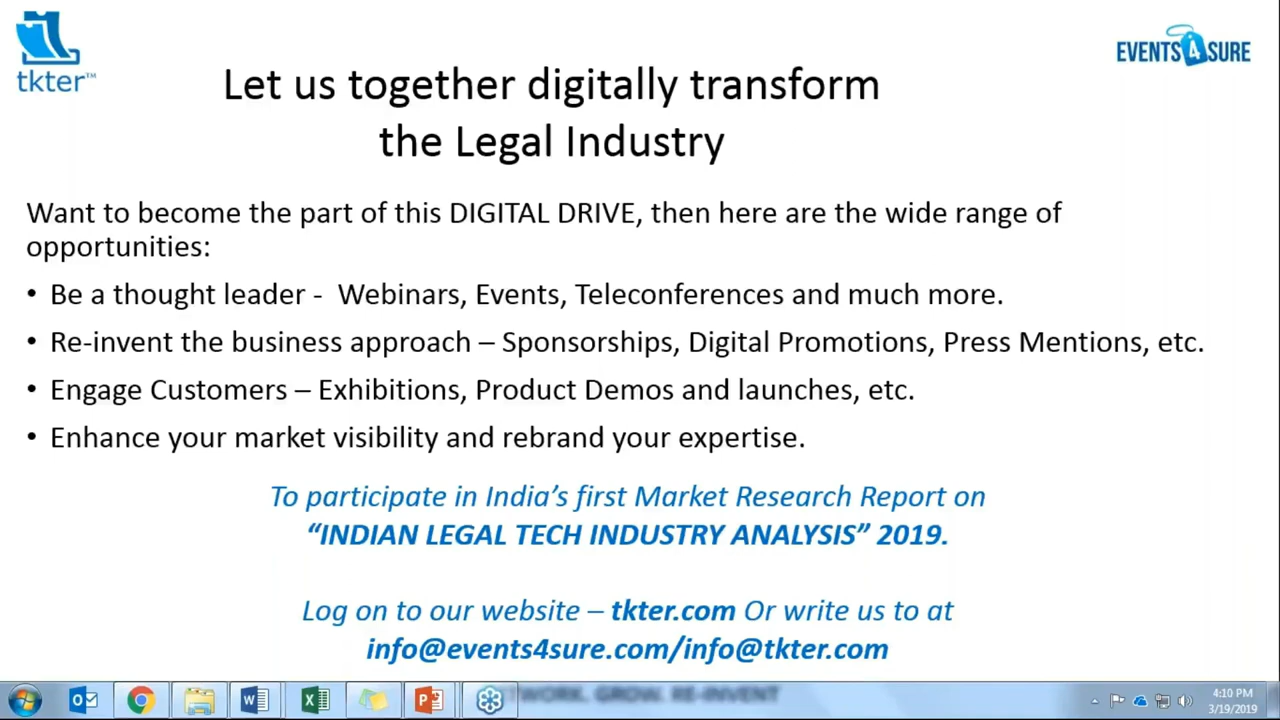 tkter™
EVENTS4SURE
Let us together digitally transform
the Legal Industry
Want to become the part of this DIGITAL DRIVE, then here are the wide range of
opportunities:
• Be a thought leader - Webinars, Events, Teleconferences and much more.
• Re-invent the business approach – Sponsorships, Digital Promotions, Press Mentions, etc.
• Engage Customers – Exhibitions, Product Demos and launches, etc.
• Enhance your market visibility and rebrand your expertise.
To participate in India’s first Market Research Report on
“INDIAN LEGAL TECH INDUSTRY ANALYSIS” 2019.
Log on to our website – tkter.com Or write us to at
info@events4sure.com/info@tkter.com
GROW. RE-INVENT
4:10 PM
3/19/2019